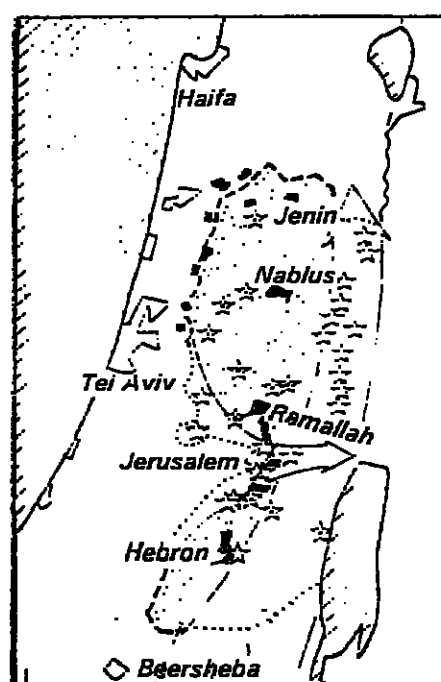 Haifa
Jenin
Nablus
Tei Aviv
Ramallah
Jerusalem
Hebron
Beersheba